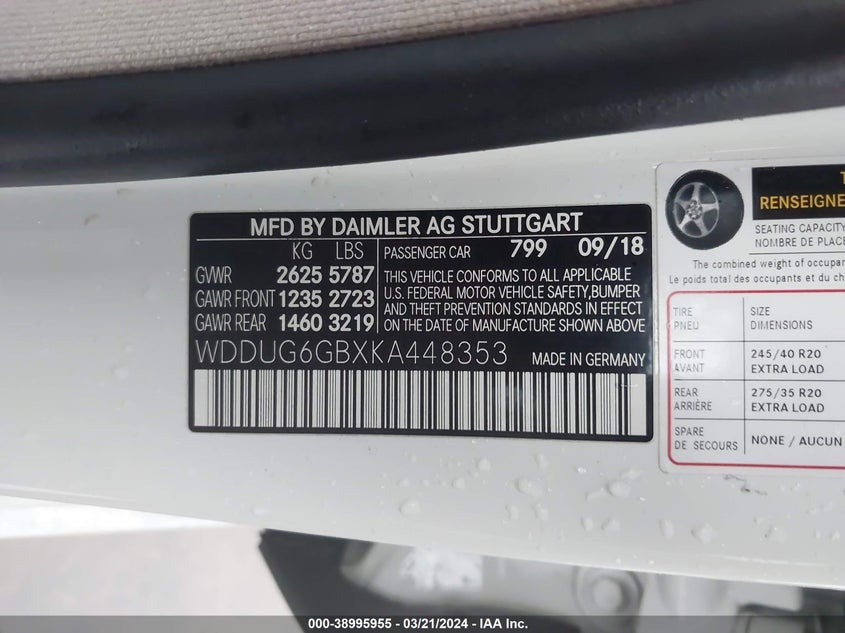 MFD BY DAIMLER AG STUTTGART
KG LBS
GVWR 2625 5787
GAWR FRONT 1235 2723
GAWR REAR 1460 3219
PASSENGER CAR 799 09/18
THIS VEHICLE CONFORMS TO ALL APPLICABLE
U.S. FEDERAL MOTOR VEHICLE SAFETY,BUMPER
AND THEFT PREVENTION STANDARDS IN EFFECT
ON THE DATE OF MANUFACTURE SHOWN ABOVE
WDDUG6GBXKA448353 MADE IN GERMANY
RENSEIGNE
SEATING CAPACITY
NOMBRE DE PLAC
The combined weight of occupa
Le poids total des occupants et du ch
TIRE SIZE
PNEU DIMENSIONS
FRONT 245/40 R20
AVANT EXTRA LOAD
REAR 275/35 R20
ARRIÈRE EXTRA LOAD
SPARE NONE / AUCUN
DE SECOURS
000-38995955 — 03/21/2024 — IAA Inc.